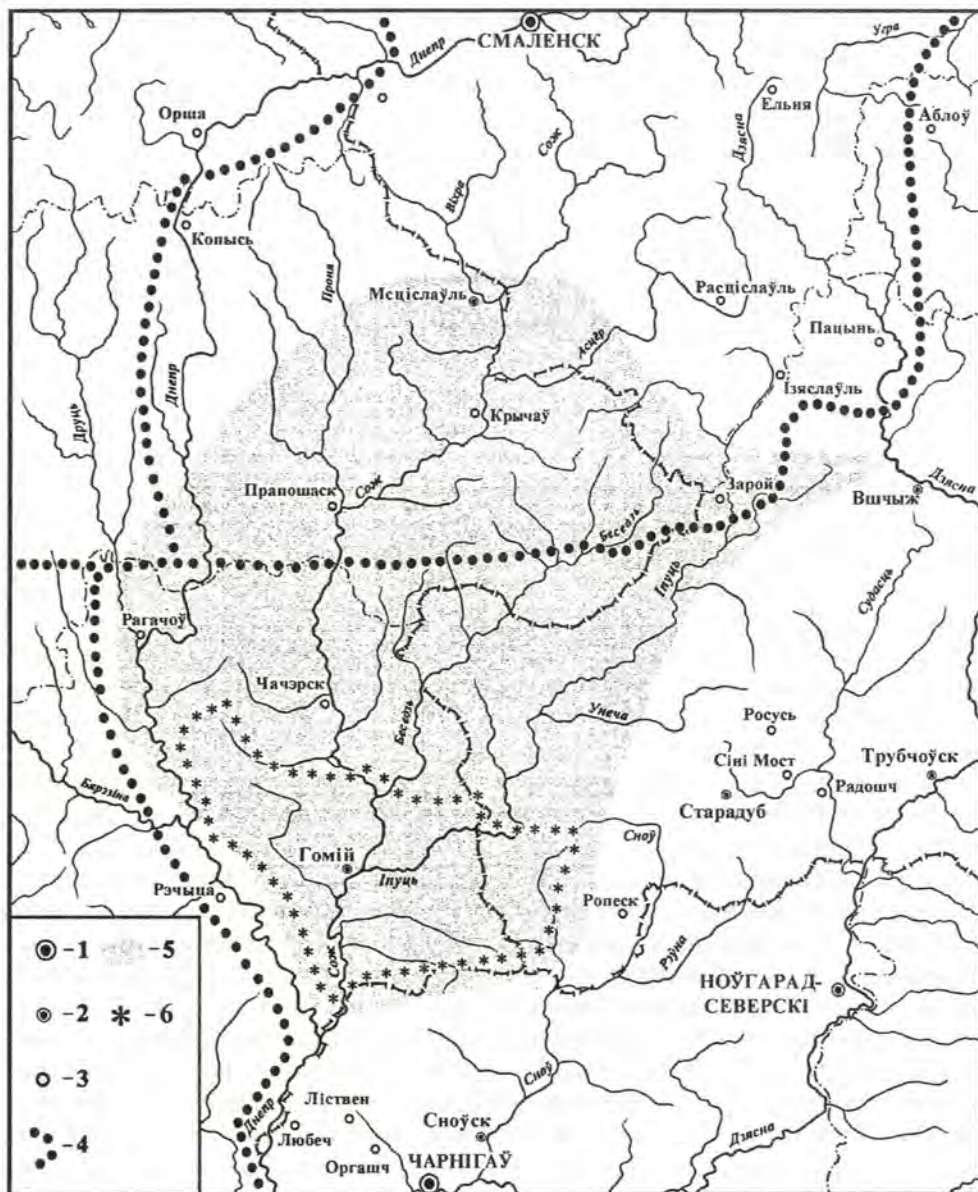 СМАЛЕНСК
Днепр
Угра
Орша
Ельня
Аблоў
Дзясна
Сож
Віхра
Копысь
Проня
Мсціслаўль
Расціслаўль
Пацынь
Асцёр
Ізяслаўль
Днепр
Друць
Крычаў
Прапошаск
Сож
Зарой
Дзясна
Вшчыж
Беседзь
Іпуць
Судасць
Рагачоў
Чачэрск
Беседзь
Унеча
Росусь
Сіні Мост
Трубчоўск
Радошч
Старадуб
Бярэзіна
Гомій
Сноў
Іпуць
Рэчыца
Ропеск
Рэўна
Сож
НОЎГАРАД-
СЕВЕРСКІ
-1
-5
-2
-6
-3
-4
Днепр
Ліствен
Любеч
Оргашч
Сноў
Сноўск
ЧАРНІГАЎ
Дзясна